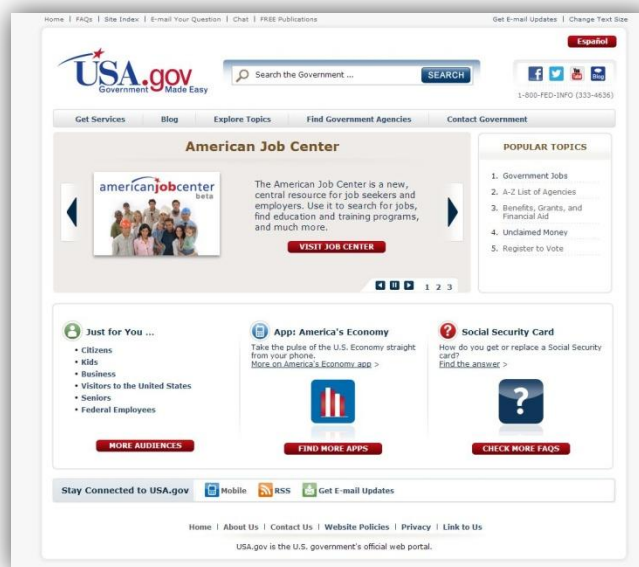 Home | FAQs | Site Index | E-mail Your Question | Chat | FREE Publications
Get E-mail Updates | Change Text Size
Español
USA.gov
Government Made Easy
Search the Government ...
SEARCH
Blog
1-800-FED-INFO (333-4636)
Get Services
Blog
Explore Topics
Find Government Agencies
Contact Government
American Job Center
americanjobcenter
beta
The American Job Center is a new,
central resource for job seekers and
employers. Use it to search for jobs,
find education and training programs,
and much more.
VISIT JOB CENTER
1 2 3
POPULAR TOPICS
1. Government Jobs
2. A-Z List of Agencies
3. Benefits, Grants, and
Financial Aid
4. Unclaimed Money
5. Register to Vote
Just for You ...
• Citizens
• Kids
• Business
• Visitors to the United States
• Seniors
• Federal Employees
MORE AUDIENCES
App: America's Economy
Take the pulse of the U.S. Economy straight
from your phone.
More on America's Economy app >
FIND MORE APPS
Social Security Card
How do you get or replace a Social Security
card?
Find the answer >
?
CHECK MORE FAQS
Stay Connected to USA.gov
Mobile
RSS
Get E-mail Updates
Home | About Us | Contact Us | Website Policies | Privacy | Link to Us
USA.gov is the U.S. government's official web portal.